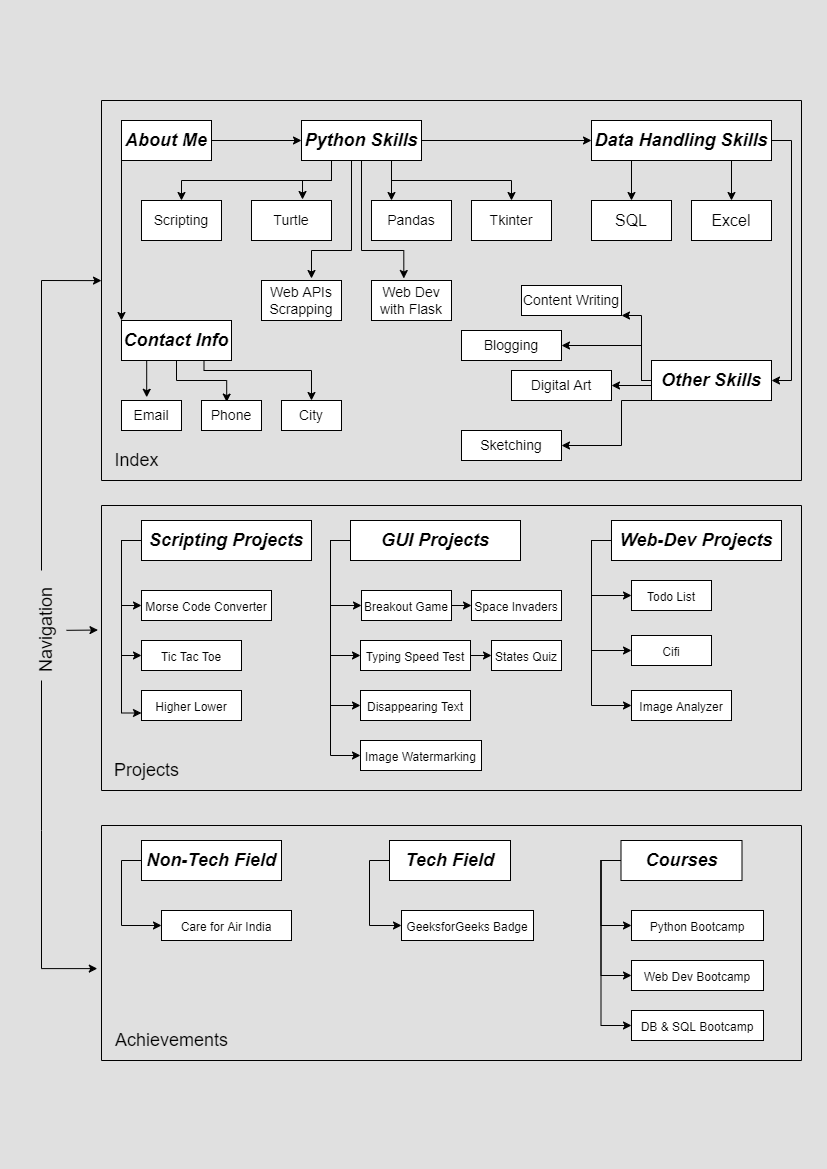 About Me
Python Skills
Data Handling Skills
Scripting
Turtle
Pandas
Tkinter
SQL
Excel
Web APIs
Scrapping
Web Dev
with Flask
Content Writing
Contact Info
Blogging
Other Skills
Digital Art
Email
Phone
City
Sketching
Index
Navigation
Scripting Projects
GUI Projects
Web-Dev Projects
Morse Code Converter
Breakout Game
Space Invaders
Todo List
Tic Tac Toe
Typing Speed Test
States Quiz
Cifi
Higher Lower
Disappearing Text
Image Analyzer
Image Watermarking
Projects
Non-Tech Field
Tech Field
Courses
Care for Air India
GeeksforGeeks Badge
Python Bootcamp
Web Dev Bootcamp
DB & SQL Bootcamp
Achievements